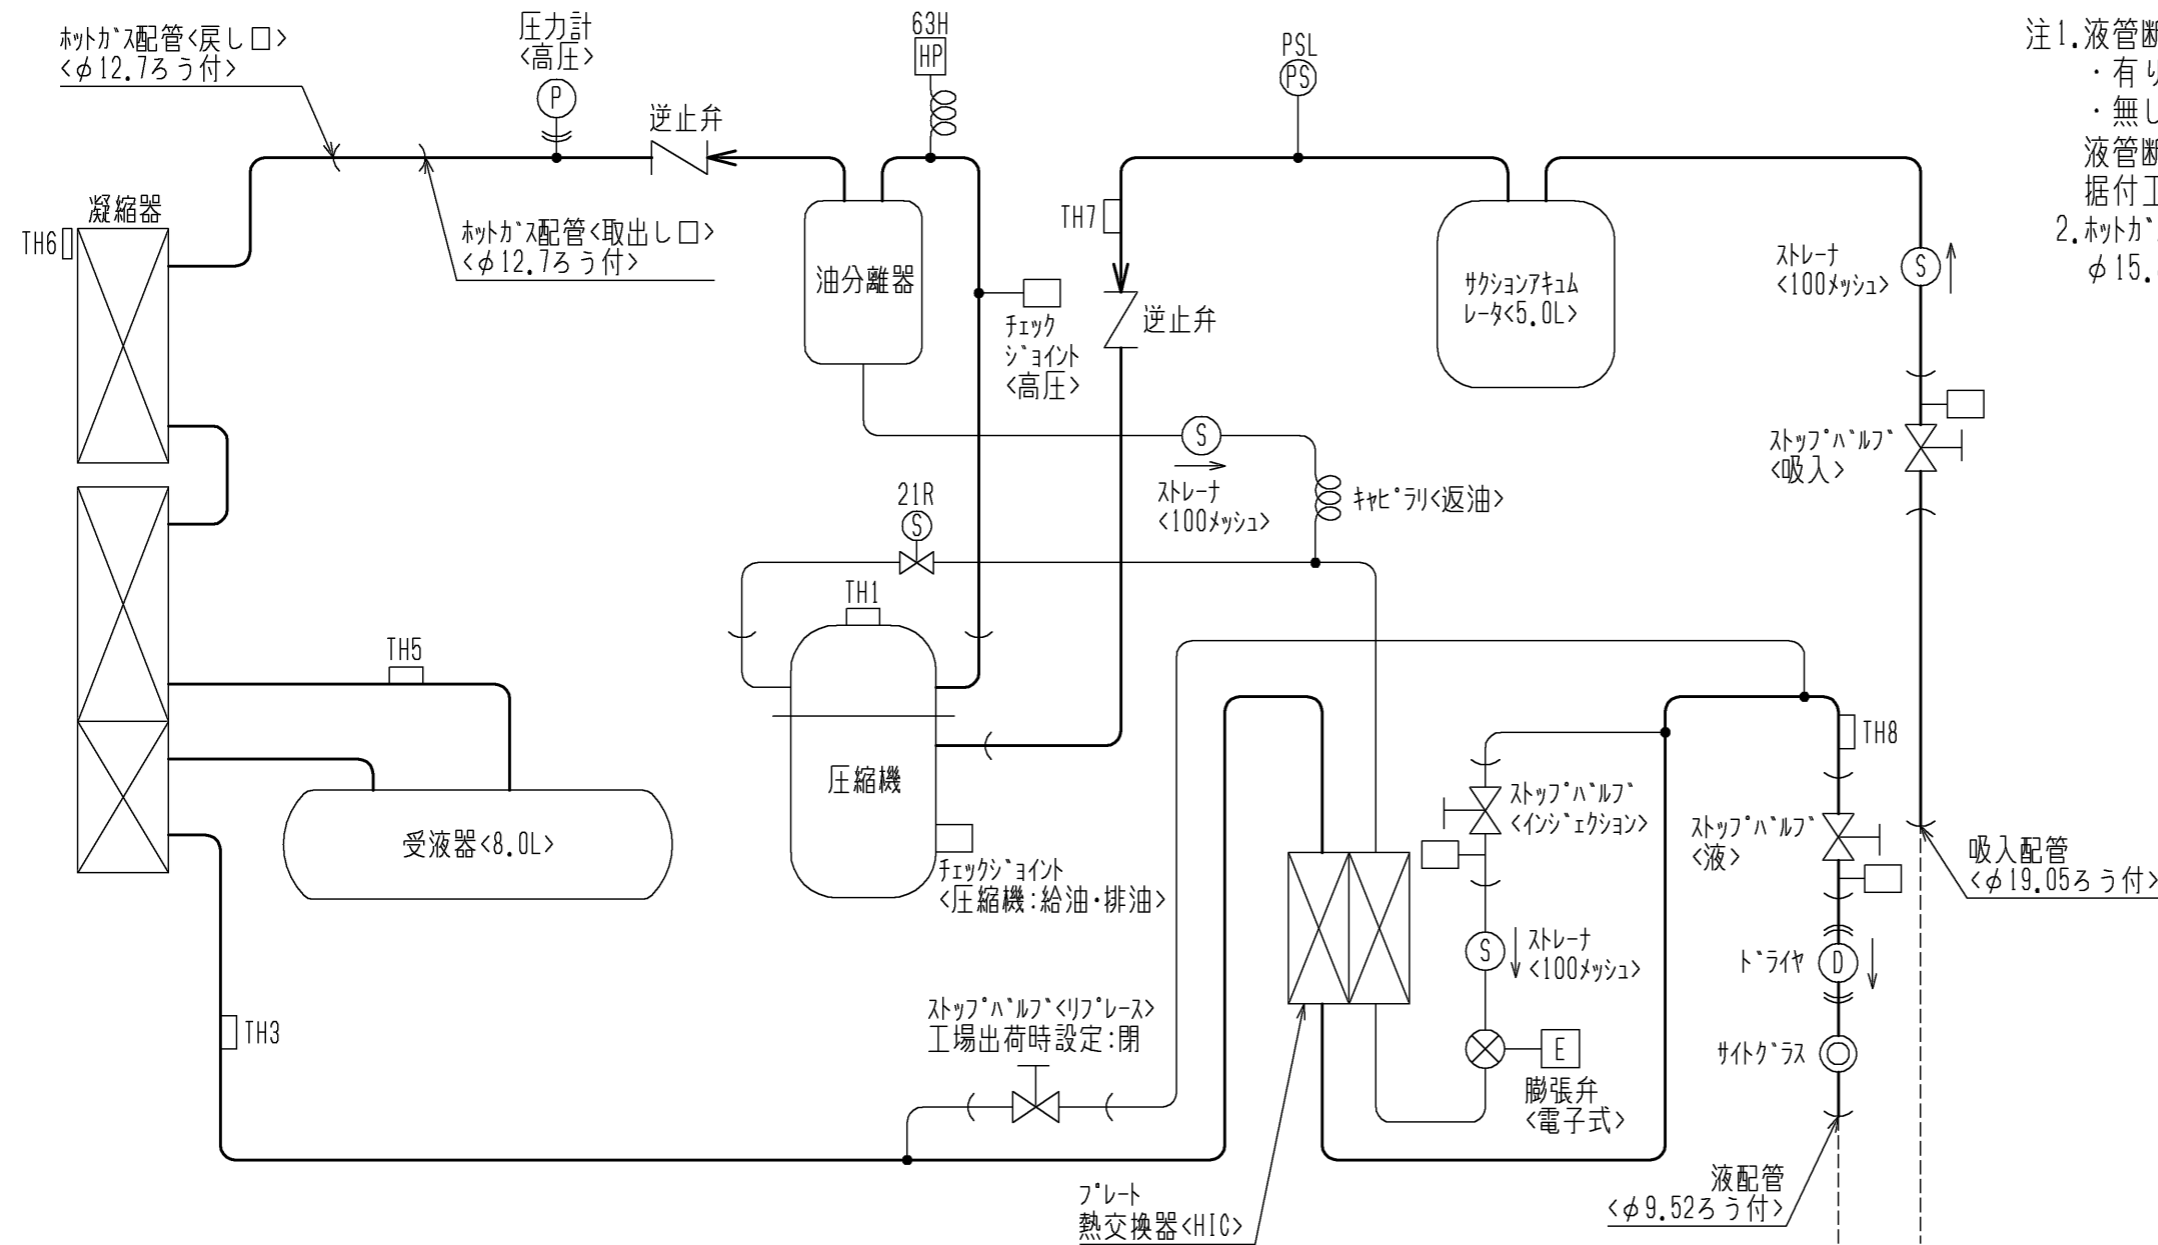 ホットガス配管<戻し口>
<φ12.7ろう付>
圧力計
<高圧>
P
逆止弁
63H
HP
PSL
PS
注1.液管断
・有り
・無し
液管断
据付工
2.ホットガス
φ15.
凝縮器
TH6
ホットガス配管<取出し口>
<φ12.7ろう付>
油分離器
チェック
ジョイント
<高圧>
TH7
逆止弁
サクションアキュム
レータ<5.0L>
ストレーナ
<100メッシュ>
S
ストップバルブ
<吸入>
S
ストレーナ
<100メッシュ>
キャピラリ<返油>
21R
S
TH1
圧縮機
チェックジョイント
<圧縮機:給油・排油>
TH5
受液器<8.0L>
TH3
ストップバルブ<リプレース>
工場出荷時設定:閉
プレート
熱交換器<HIC>
ストップバルブ
<インジェクション>
S
ストレーナ
<100メッシュ>
E
膨張弁
<電子式>
TH8
ストップバルブ
<液>
ドライヤ
D
サイトグラス
液配管
<φ9.52ろう付>
吸入配管
<φ19.05ろう付>